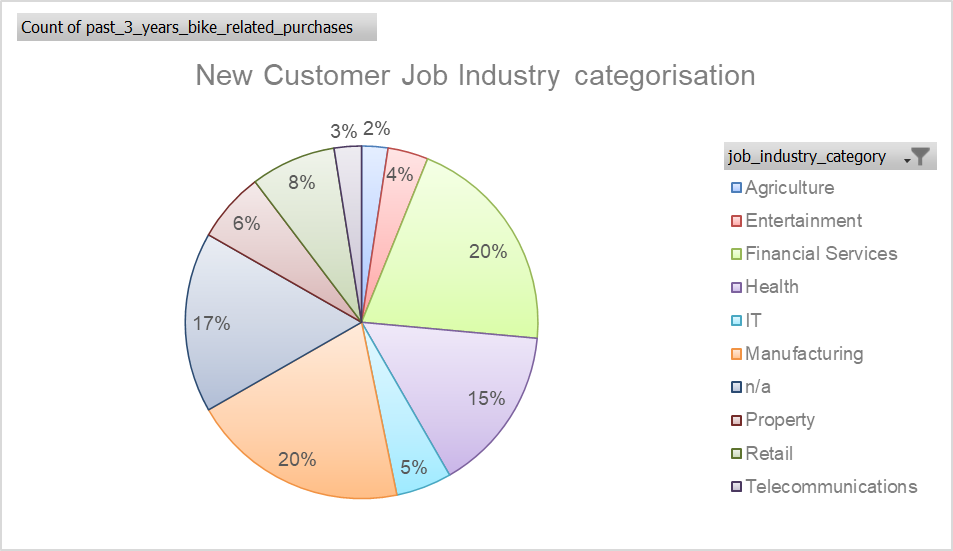 Count of past_3_years_bike_related_purchases
New Customer Job Industry categorisation
3%
2%
4%
8%
6%
20%
17%
15%
20%
5%
job_industry_category
Agriculture
Entertainment
Financial Services
Health
IT
Manufacturing
n/a
Property
Retail
Telecommunications